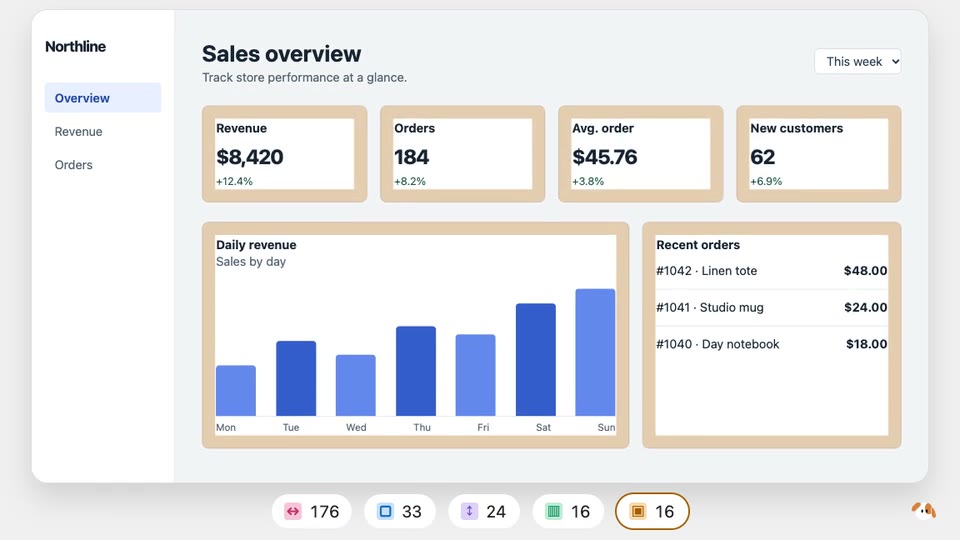 Northline
Overview
Revenue
Orders
Sales overview
Track store performance at a glance.
This week
Revenue
$8,420
+12.4%
Orders
184
+8.2%
Avg. order
$45.76
+3.8%
New customers
62
+6.9%
Daily revenue
Sales by day
Mon Tue Wed Thu Fri Sat Sun
Recent orders
#1042 · Linen tote $48.00
#1041 · Studio mug $24.00
#1040 · Day notebook $18.00
176 33 24 16 16